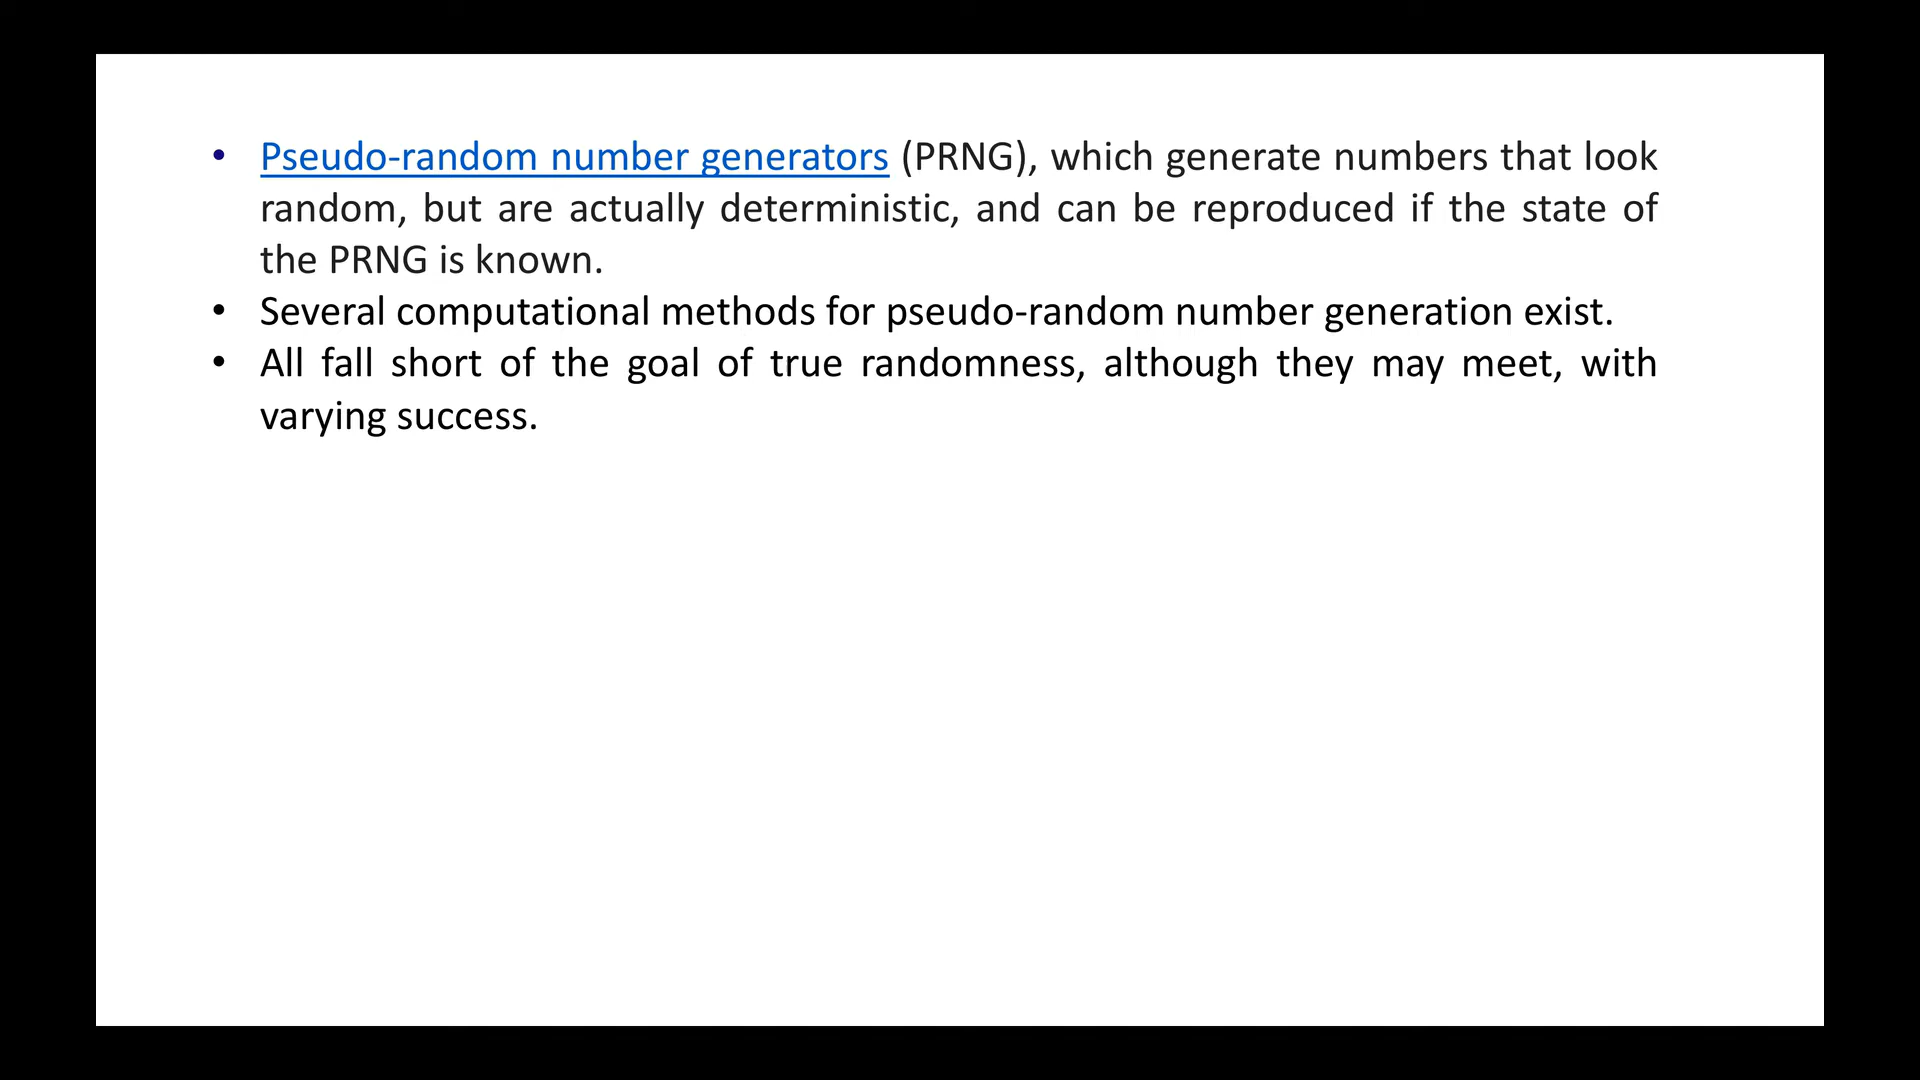 • Pseudo-random number generators (PRNG), which generate numbers that look
random, but are actually deterministic, and can be reproduced if the state of
the PRNG is known.
• Several computational methods for pseudo-random number generation exist.
• All fall short of the goal of true randomness, although they may meet, with
varying success.